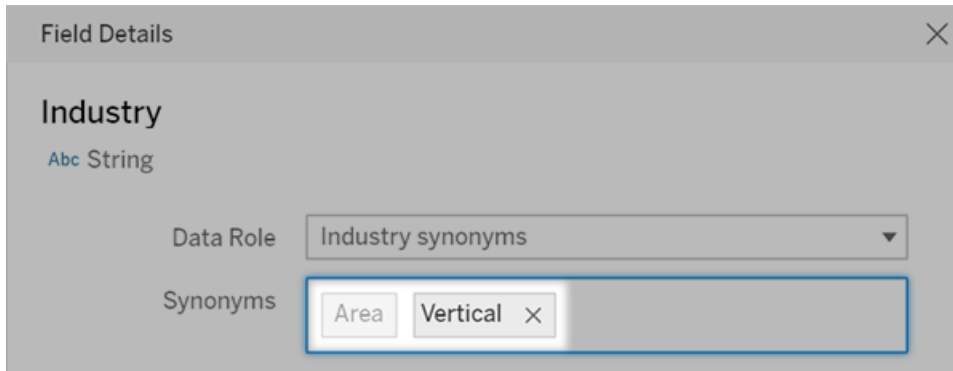 Field Details
Industry
Abc String
Data Role Industry synonyms
Synonyms Area Vertical